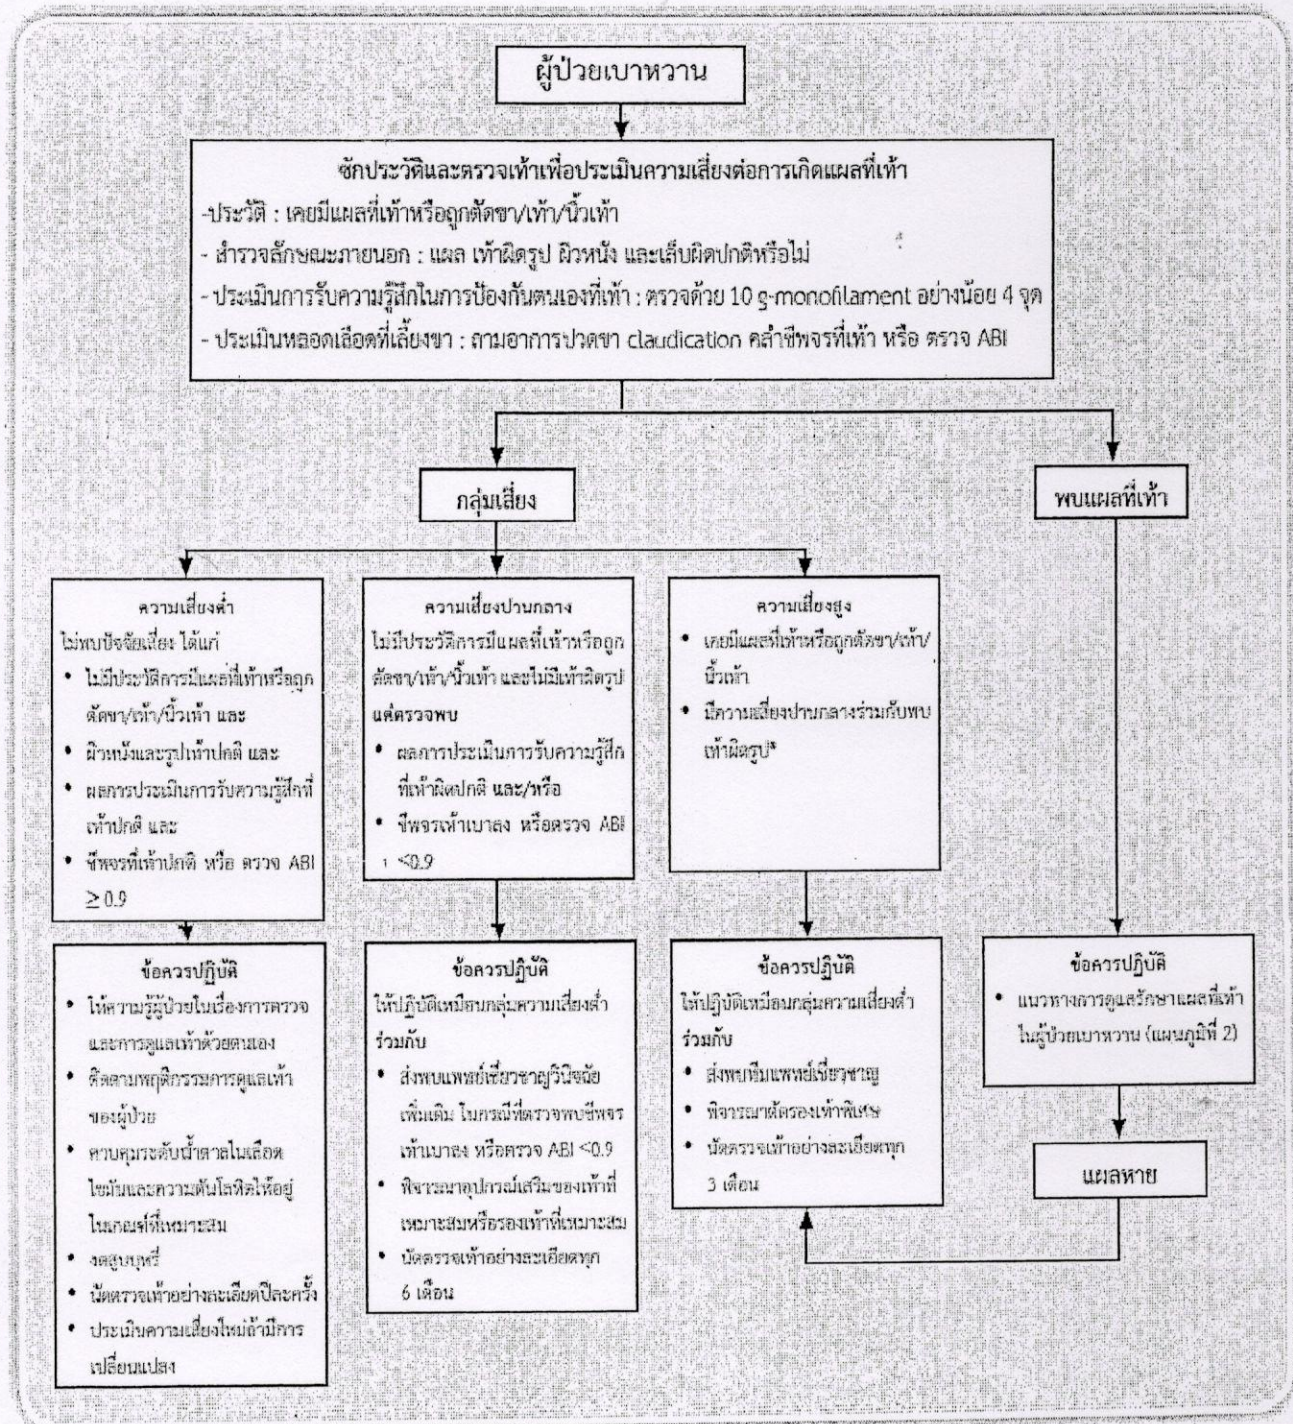 ผู้ป่วยเบาหวาน
ซักประวัติและตรวจเท้าเพื่อประเมินความเสี่ยงต่อการเกิดแผลที่เท้า
-ประวัติ : เคยมีแผลที่เท้าหรือถูกตัดขา/เท้า/นิ้วเท้า
- สำรวจลักษณะภายนอก : แผล เท้าผิดรูป ผิวหนัง และเล็บผิดปกติหรือไม่
- ประเมินการรับความรู้สึกในการป้องกันตนเองที่เท้า : ตรวจด้วย 10 g-monofilament อย่างน้อย 4 จุด
- ประเมินหลอดเลือดที่เลี้ยงขา : ถามอาการปวดขา claudication คลำชีพจรที่เท้า หรือ ตรวจ ABI
กลุ่มเสี่ยง
พบแผลที่เท้า
ความเสี่ยงต่ำ
ไม่พบปัจจัยเสี่ยง ได้แก่
• ไม่มีประวัติการมีแผลที่เท้าหรือถูก
ตัดขา/เท้า/นิ้วเท้า และ
• ผิวหนังและรูปเท้าปกติ และ
• ผลการประเมินการรับความรู้สึกที่
เท้าปกติ และ
• ชีพจรที่เท้าปกติ หรือ ตรวจ ABI
≥ 0.9
ความเสี่ยงปานกลาง
ไม่มีประวัติการมีแผลที่เท้าหรือถูก
ตัดขา/เท้า/นิ้วเท้า และไม่มีเท้าผิดรูป
แต่ตรวจพบ
• ผลการประเมินการรับความรู้สึก
ที่เท้าผิดปกติ และ/หรือ
• ชีพจรเท้าเบาลง หรือตรวจ ABI
<0.9
ความเสี่ยงสูง
• เคยมีแผลที่เท้าหรือถูกตัดขา/เท้า/
นิ้วเท้า
• มีความเสี่ยงปานกลางร่วมกับพบ
เท้าผิดรูป*
ข้อควรปฏิบัติ
• ให้ความรู้ผู้ป่วยในเรื่องการตรวจ
และการดูแลเท้าด้วยตนเอง
• ติดตามพฤติกรรมการดูแลเท้า
ของผู้ป่วย
• ควบคุมระดับน้ำตาลในเลือด
ไขมันและความดันโลหิตให้อยู่
ในเกณฑ์ที่เหมาะสม
• งดสูบบุหรี่
• นัดตรวจเท้าอย่างละเอียดปีละครั้ง
• ประเมินความเสี่ยงใหม่ถ้ามีการ
เปลี่ยนแปลง
ข้อควรปฏิบัติ
ให้ปฏิบัติเหมือนกลุ่มความเสี่ยงต่ำ
ร่วมกับ
• ส่งพบแพทย์เชี่ยวชาญวินิจฉัย
เพิ่มเติม ในกรณีที่ตรวจพบชีพจร
เท้าเบาลง หรือตรวจ ABI <0.9
• พิจารณาอุปกรณ์เสริมของเท้าที่
เหมาะสมหรือรองเท้าที่เหมาะสม
• นัดตรวจเท้าอย่างละเอียดทุก
6 เดือน
ข้อควรปฏิบัติ
ให้ปฏิบัติเหมือนกลุ่มความเสี่ยงต่ำ
ร่วมกับ
• ส่งพบทีมแพทย์เชี่ยวชาญ
• พิจารณาตัดรองเท้าพิเศษ
• นัดตรวจเท้าอย่างละเอียดทุก
3 เดือน
ข้อควรปฏิบัติ
• แนวทางการดูแลรักษาแผลที่เท้า
ในผู้ป่วยเบาหวาน (แผนภูมิที่ 2)
แผลหาย